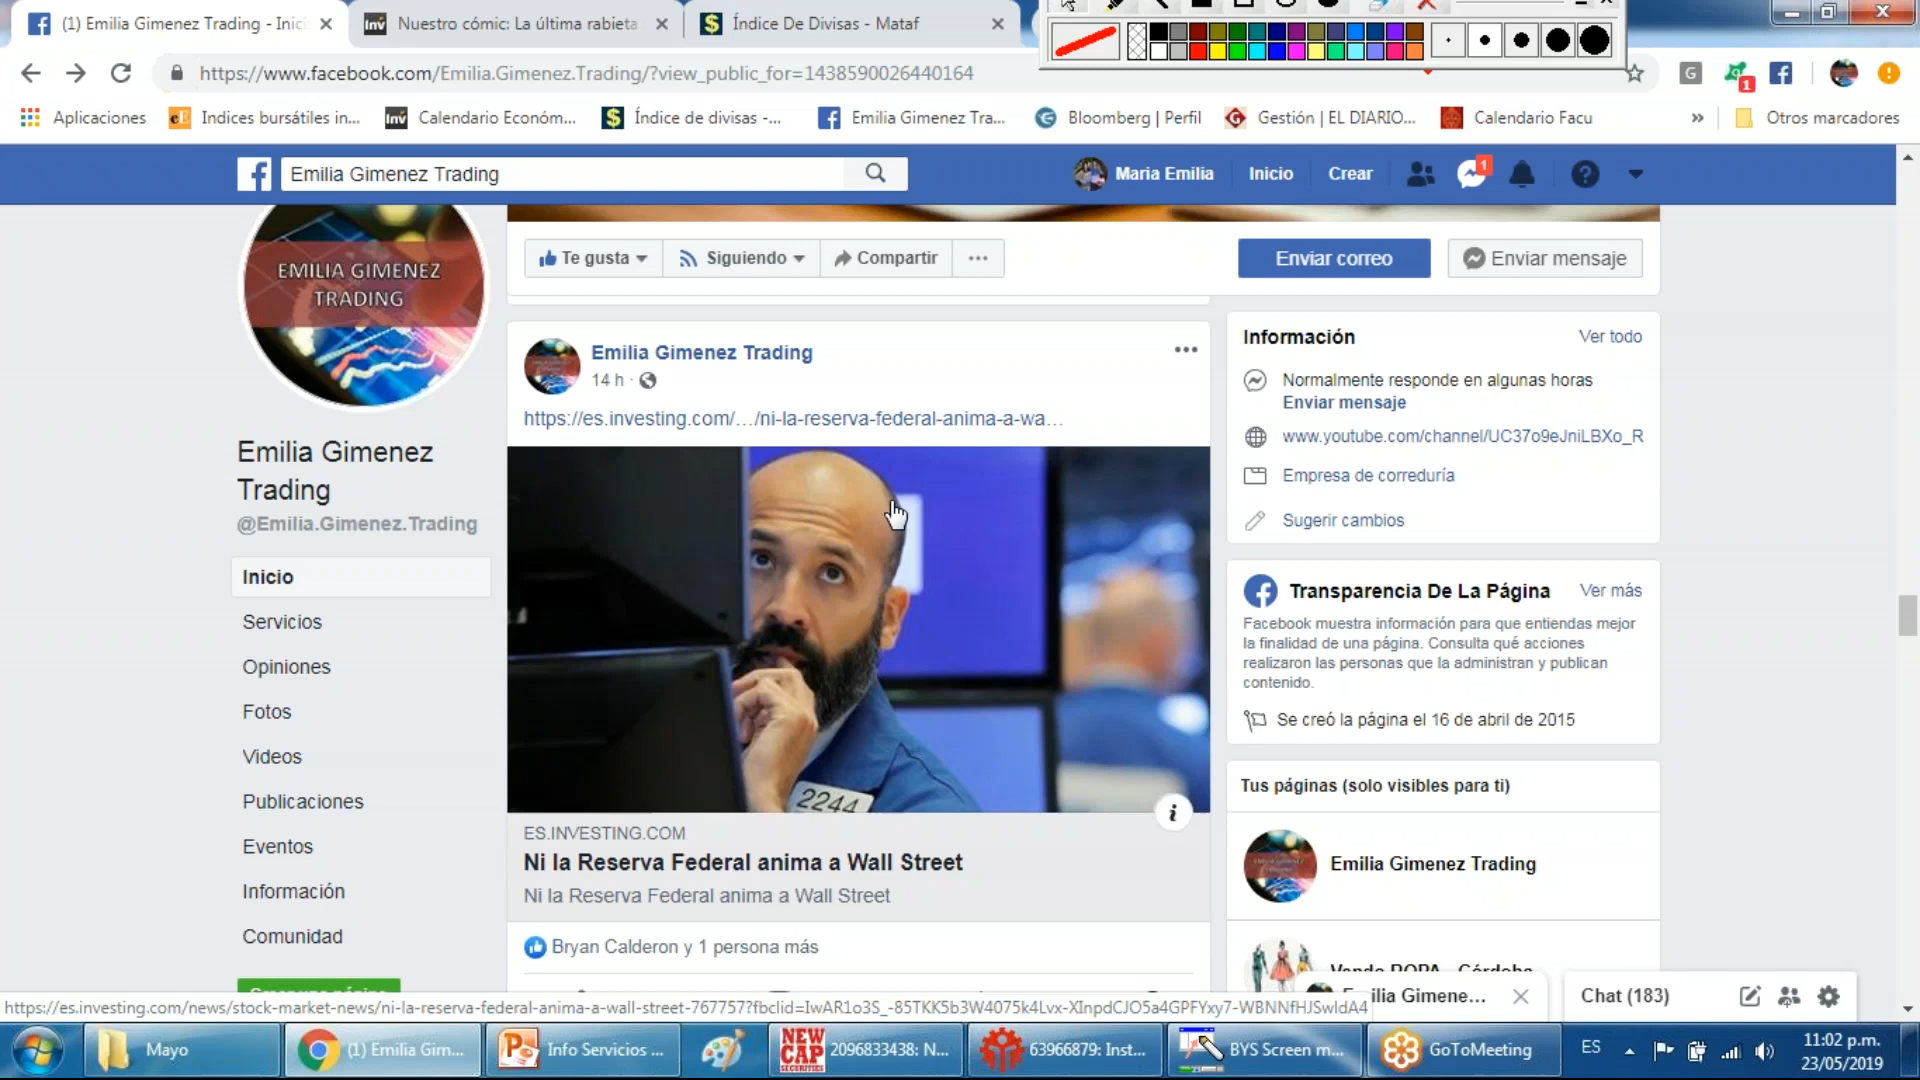 (1) Emilia Gimenez Trading - Inici
Nuestro cómic: La última rabieta
Índice De Divisas - Mataf
https://www.facebook.com/Emilia.Gimenez.Trading/?view_public_for=1438590026440164
G
1
Aplicaciones
Indices bursátiles in...
Inv
Calendario Económ...
Índice de divisas -...
Emilia Gimenez Tra...
Bloomberg | Perfil
Gestión | EL DIARIO...
Calendario Facu
Otros marcadores
Emilia Gimenez Trading
Maria Emilia
Inicio
Crear
1
EMILIA GIMENEZ
TRADING
Te gusta
Siguiendo
Compartir
Enviar correo
Enviar mensaje
Emilia Gimenez
Trading
@Emilia.Gimenez.Trading
Inicio
Servicios
Opiniones
Fotos
Videos
Publicaciones
Eventos
Información
Comunidad
Emilia Gimenez Trading
14 h ·
https://es.investing.com/…/ni-la-reserva-federal-anima-a-wa…
2244
ES.INVESTING.COM
Ni la Reserva Federal anima a Wall Street
Ni la Reserva Federal anima a Wall Street
Bryan Calderon y 1 persona más
Información
Ver todo
Normalmente responde en algunas horas
Enviar mensaje
www.youtube.com/channel/UC37o9eJniLBXo_R
Empresa de correduría
Sugerir cambios
Transparencia De La Página
Ver más
Facebook muestra información para que entiendas mejor
la finalidad de una página. Consulta qué acciones
realizaron las personas que la administran y publican
contenido.
Se creó la página el 16 de abril de 2015
Tus páginas (solo visibles para ti)
Emilia Gimenez Trading
ilia Gimene...
Chat (183)
https://es.investing.com/news/stock-market-news/ni-la-reserva-federal-anima-a-wall-street-767757?fbclid=IwAR1o3S_-85TKK5b3W4075k4Lvx-XInpdCJO5a4GPFYxy7-WBNNfHJSwldA4
Mayo
(1) Emilia Gim...
Info Servicios ...
NEW
CAP
SECURITIES
2096833438: N...
63966879: Inst...
BYS Screen m...
GoToMeeting
ES
11:02 p.m.
23/05/2019